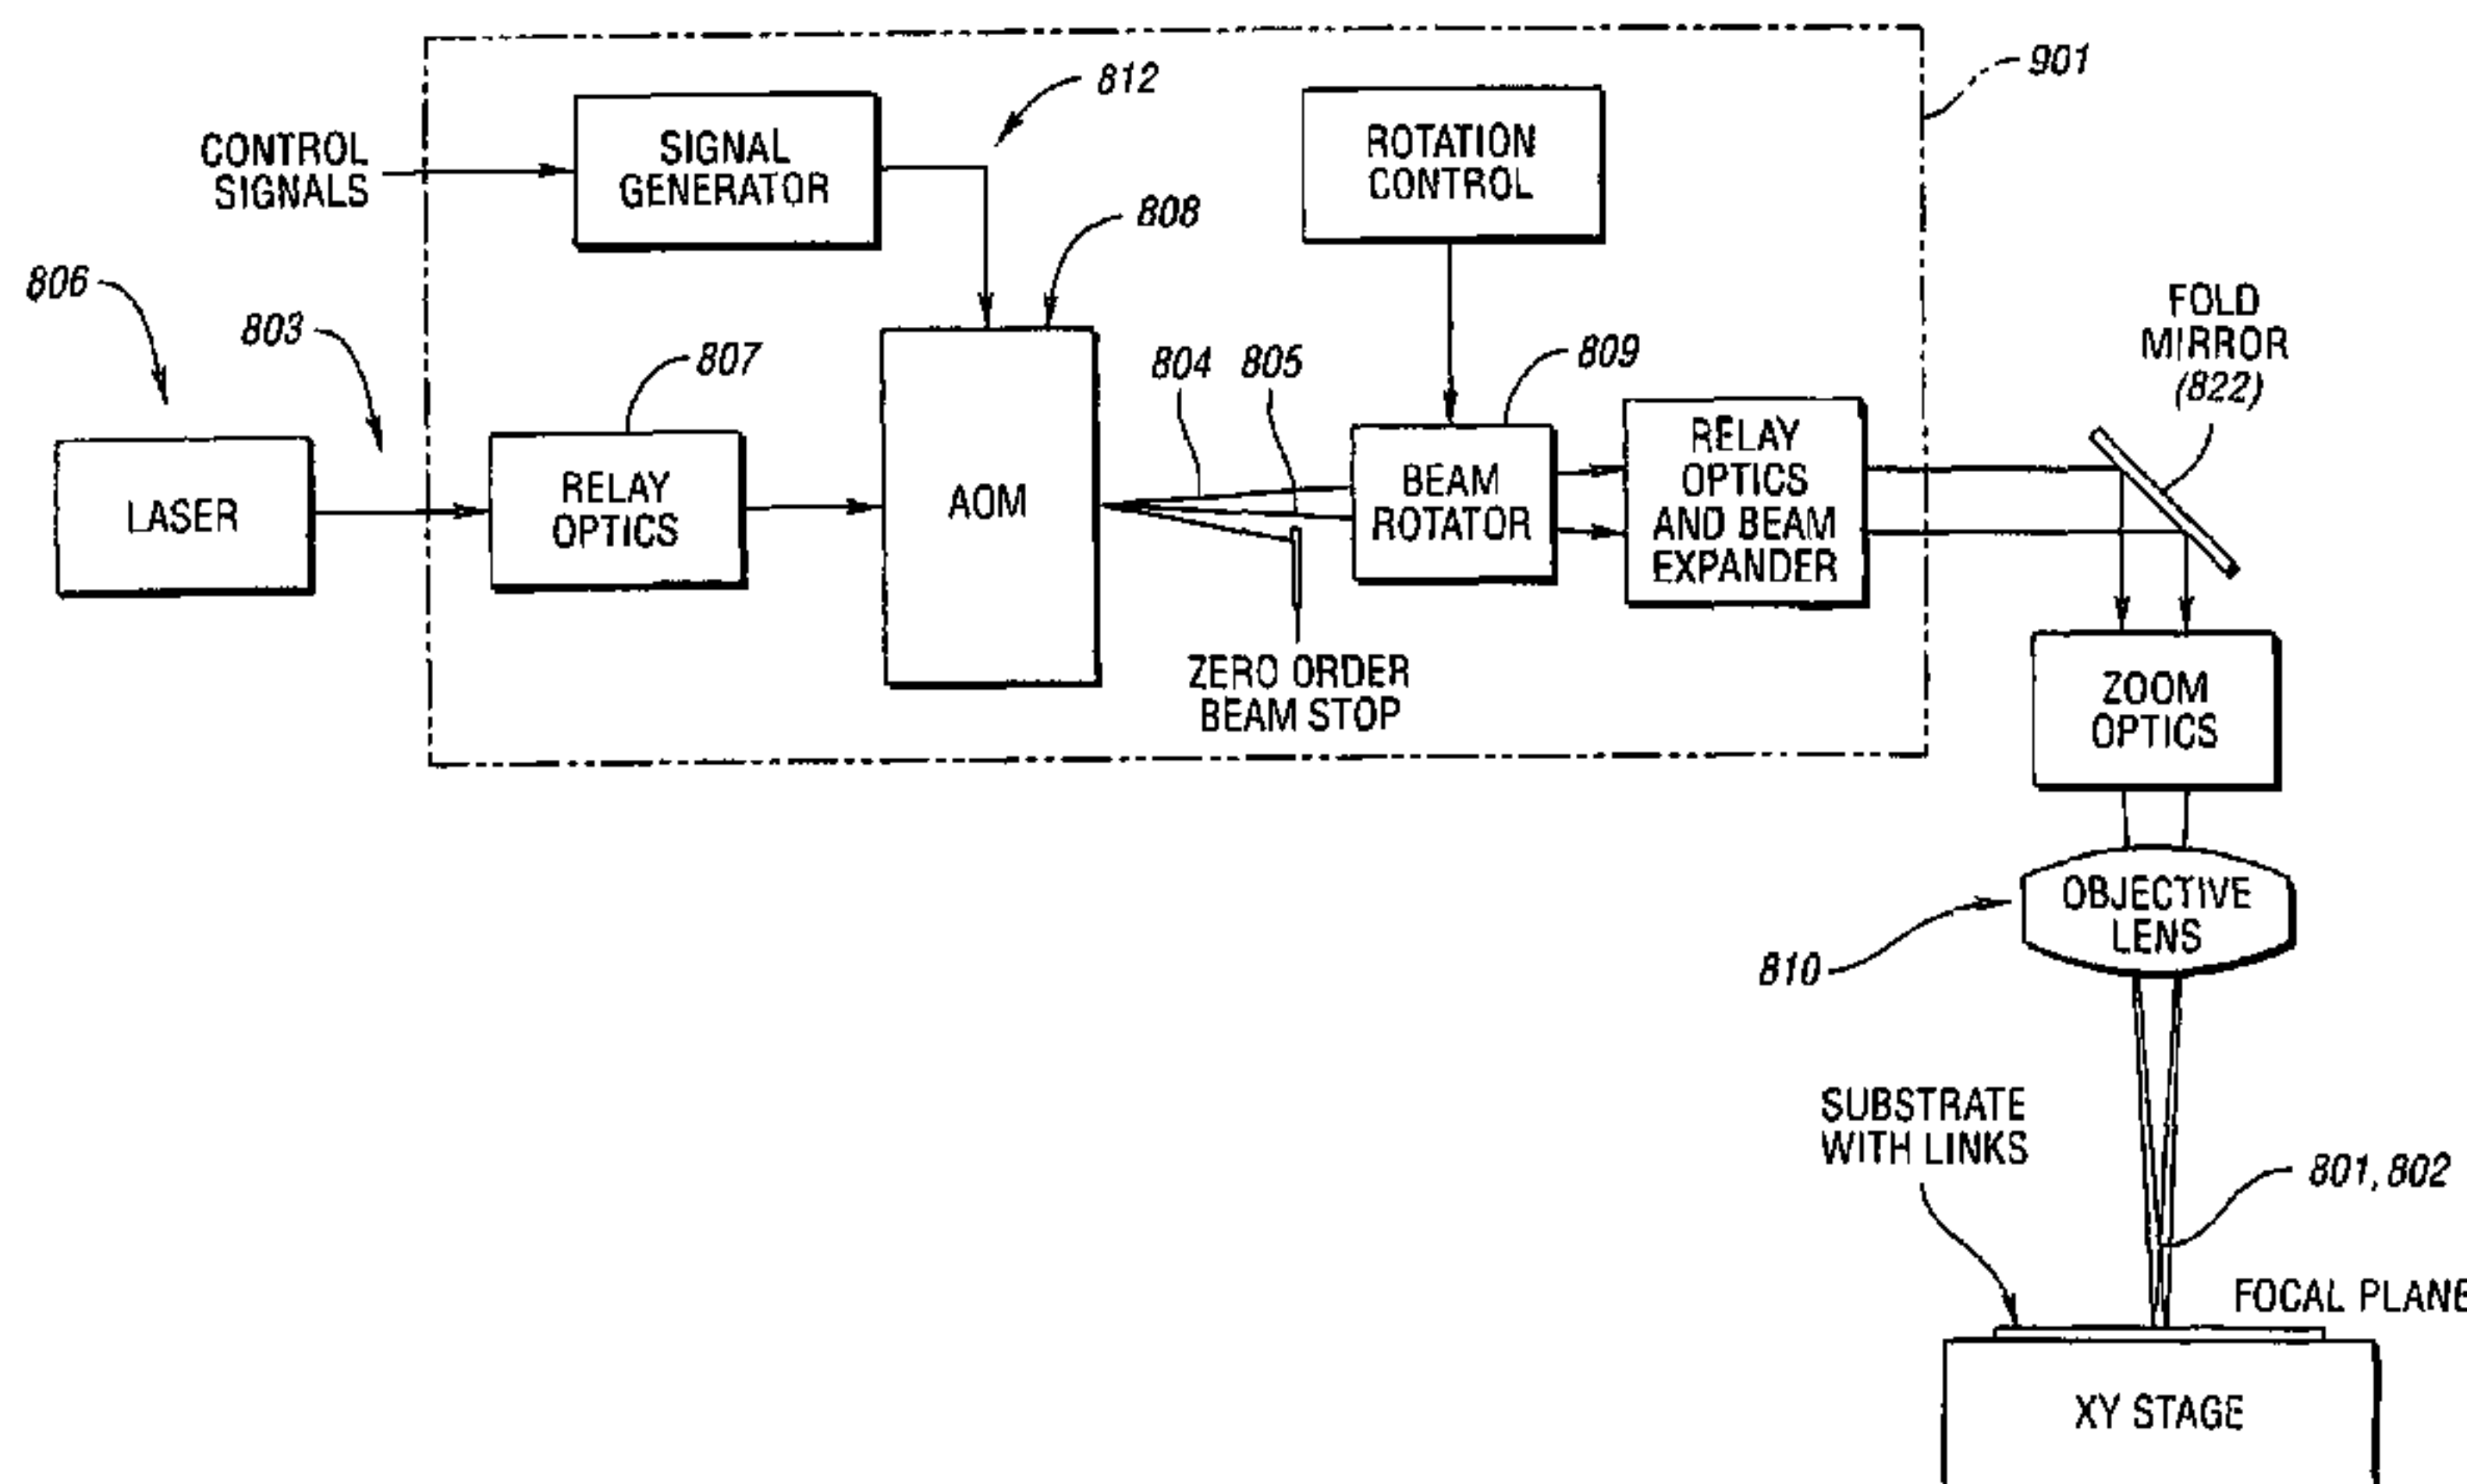 901
812
CONTROL
SIGNALS
SIGNAL
GENERATOR
ROTATION
CONTROL
808
806
803
807
804
805
809
FOLD
MIRROR
(822)
LASER
RELAY
OPTICS
AOM
BEAM
ROTATOR
RELAY
OPTICS
AND BEAM
EXPANDER
ZERO ORDER
BEAM STOP
ZOOM
OPTICS
OBJECTIVE
LENS
810
SUBSTRATE
WITH LINKS
801, 802
FOCAL PLANE
XY STAGE